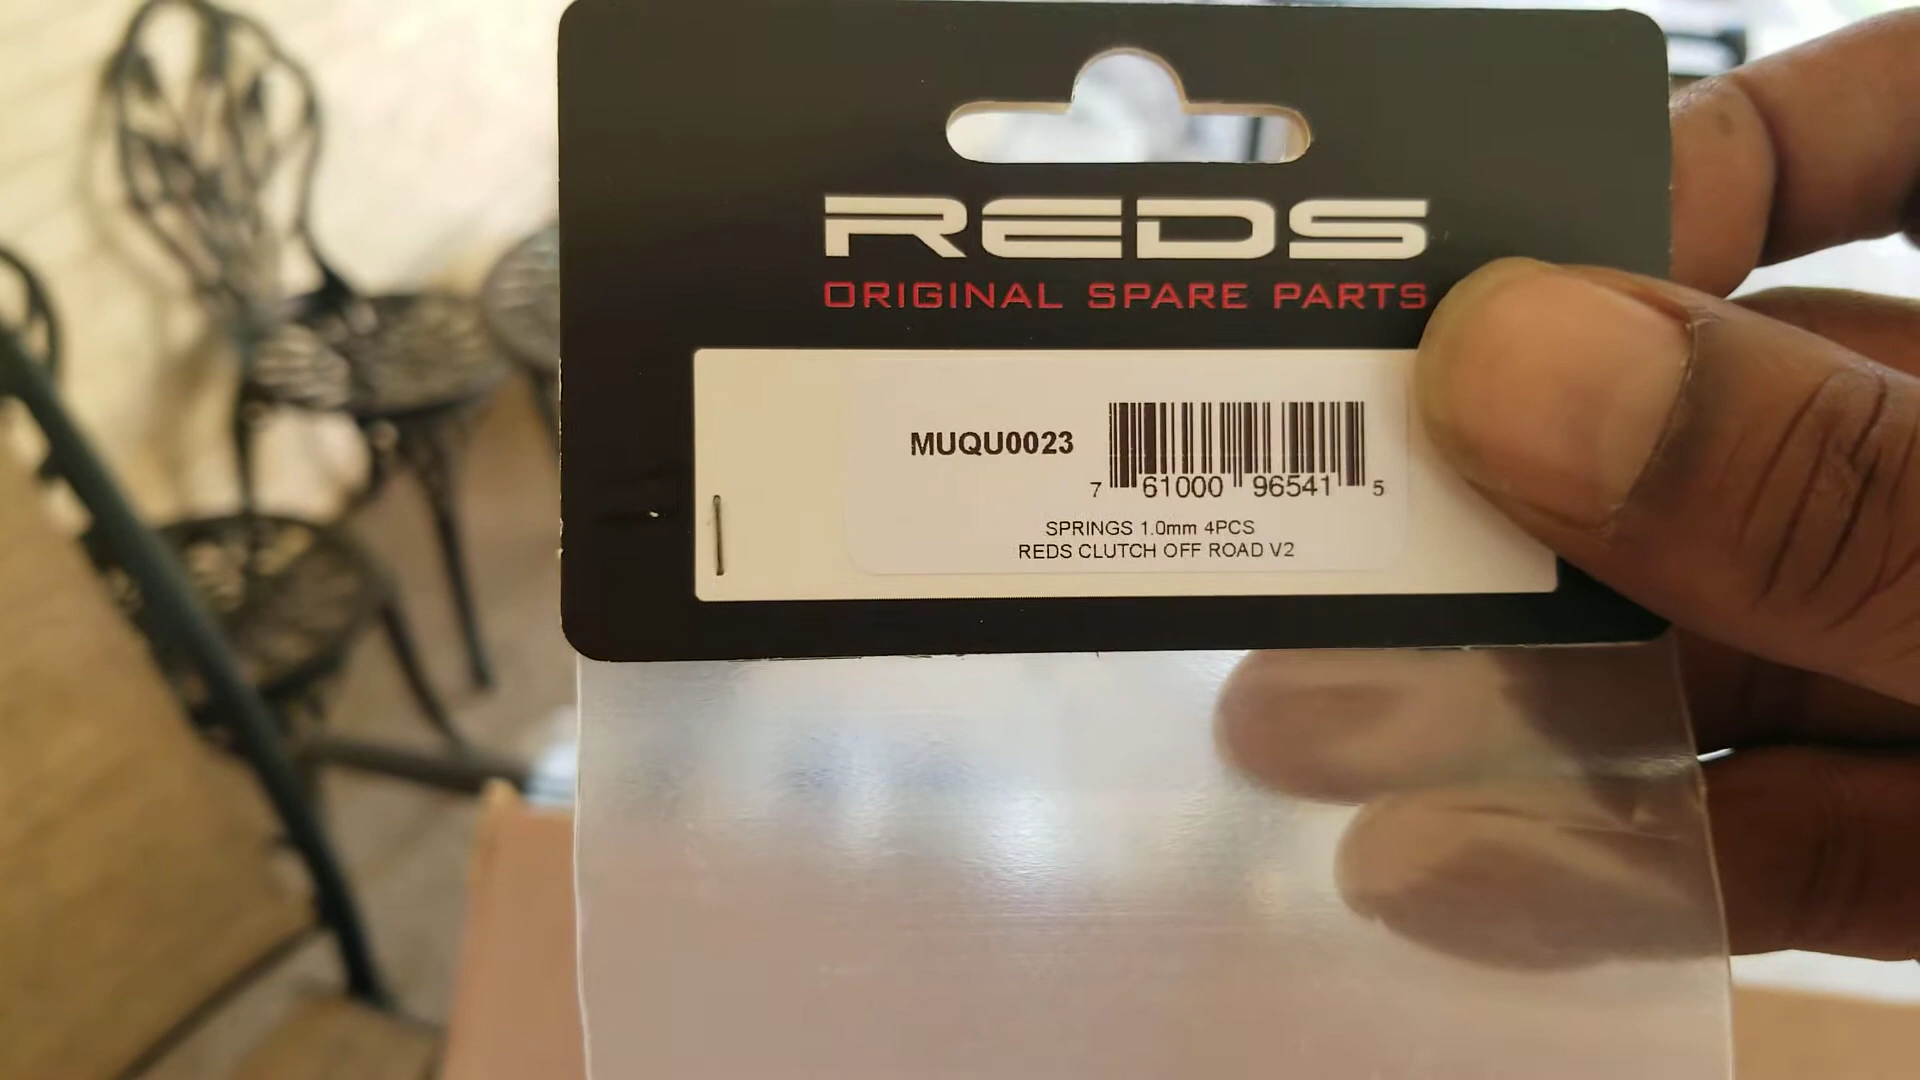 REDS
ORIGINAL SPARE PARTS
MUQU0023
7 61000 96541 5
SPRINGS 1.0mm 4PCS
REDS CLUTCH OFF ROAD V2